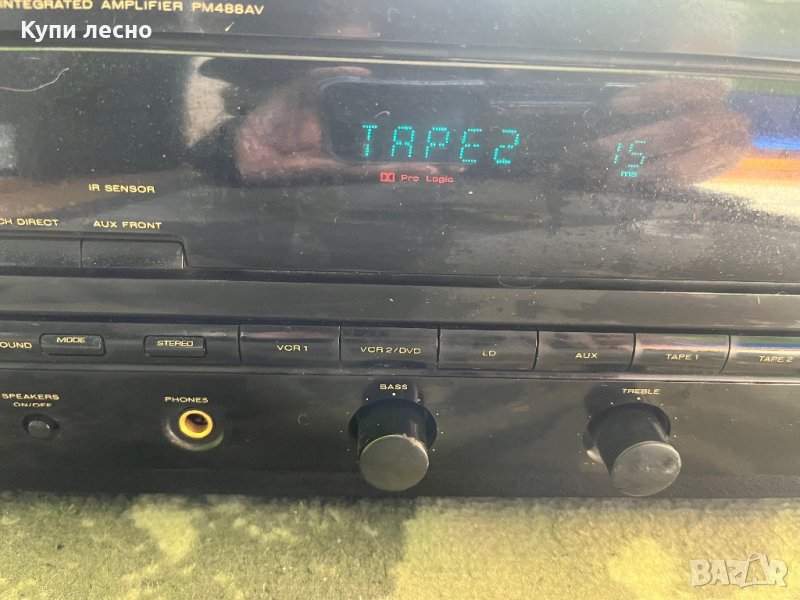 INTEGRATED AMPLIFIER PM488AV
Купи лесно
TAPE2
15
ms
Pro Logic
IR SENSOR
CH DIRECT
AUX FRONT
OUND
MODE
STEREO
VCR 1
VCR 2/DVD
LD
AUX
TAPE 1
TAPE 2
SPEAKERS
ON/OFF
PHONES
BASS
TREBLE
BAZAR